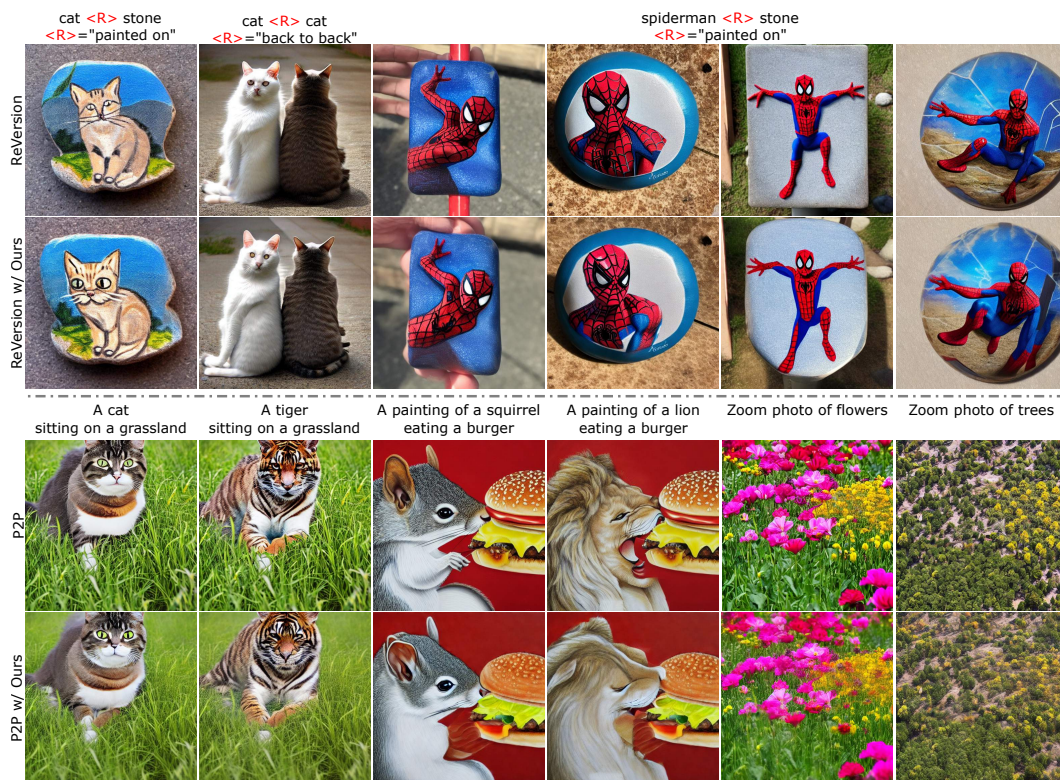 cat <R> stone
<R>="painted on"
cat <R> cat
<R>="back to back"
spiderman <R> stone
<R>="painted on"
ReVersion
ReVersion w/ Ours
A cat
sitting on a grassland
A tiger
sitting on a grassland
A painting of a squirrel
eating a burger
A painting of a lion
eating a burger
Zoom photo of flowers
Zoom photo of trees
P2P
P2P w/ Ours